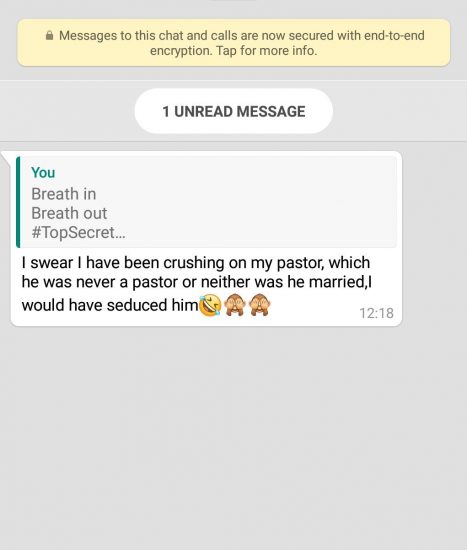 Messages to this chat and calls are now secured with end-to-end
encryption. Tap for more info.
1 UNREAD MESSAGE
You
Breath in
Breath out
#TopSecret...
I swear I have been crushing on my pastor, which
he was never a pastor or neither was he married,I
would have seduced him🤣🙈🙈
12:18